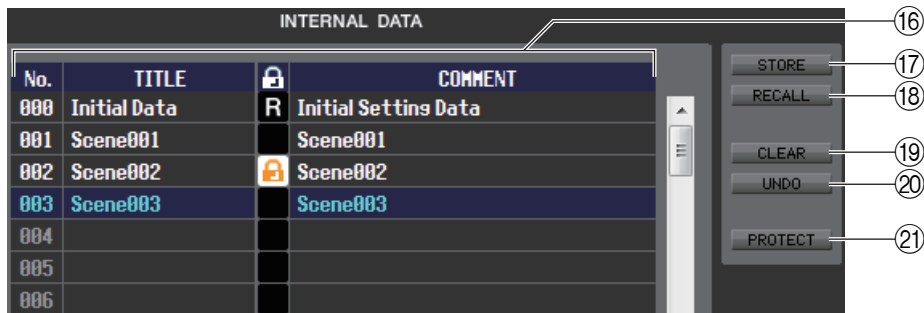 INTERNAL DATA
⑯
No. TITLE COMMENT
STORE ⑰
000 Initial Data R Initial Setting Data
RECALL ⑱
001 Scene001 Scene001
CLEAR ⑲
002 Scene002 Scene002
UNDO ⑳
003 Scene003 Scene003
004
PROTECT ㉑
005
006